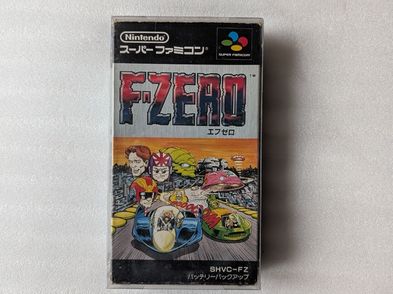 Nintendo®
スーパーファミコン®
SUPER FAMICOM
F-ZERO™
エフゼロ
SHVC-FZ
バッテリーバックアップ